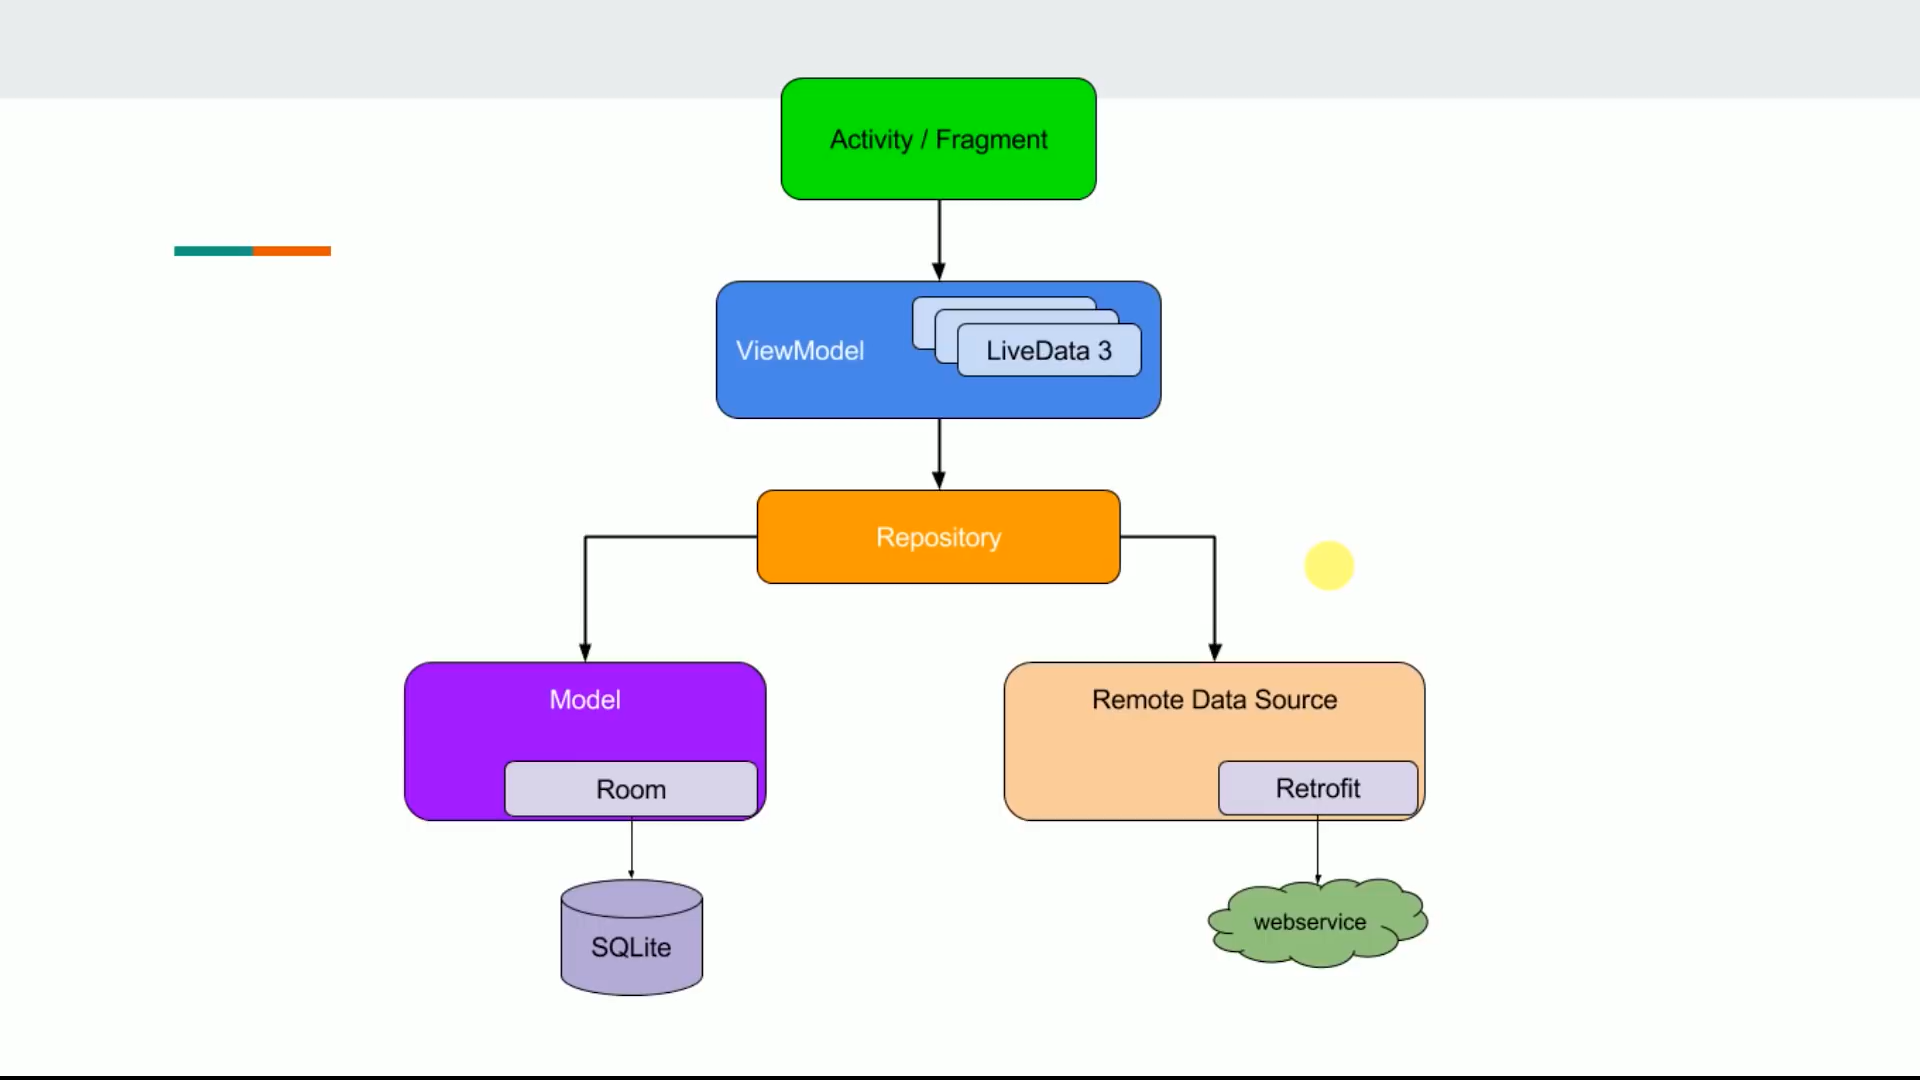 Activity / Fragment
ViewModel
LiveData 3
Repository
Model
Remote Data Source
Room
Retrofit
SQLite
webservice